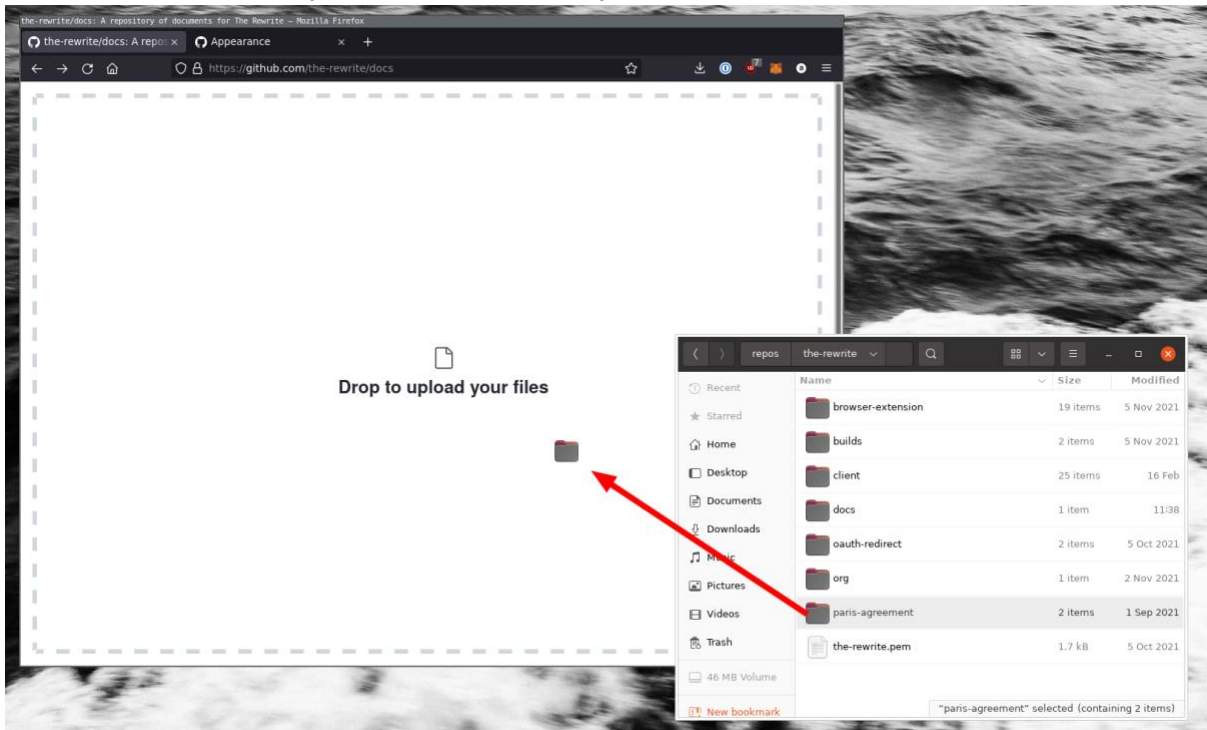 the-rewrite/docs: A repository of documents for The Rewrite — Mozilla Firefox
the-rewrite/docs: A repos × Appearance × +
https://github.com/the-rewrite/docs 7
Drop to upload your files
repos the-rewrite
Name Size Modified
Recent
Starred
Home
Desktop
Documents
Downloads
Music
Pictures
Videos
Trash
46 MB Volume
New bookmark
browser-extension 19 items 5 Nov 2021
builds 2 items 5 Nov 2021
client 25 items 16 Feb
docs 1 item 11:38
oauth-redirect 2 items 5 Oct 2021
org 1 item 2 Nov 2021
paris-agreement 2 items 1 Sep 2021
the-rewrite.pem 1.7 kB 5 Oct 2021
"paris-agreement" selected (containing 2 items)